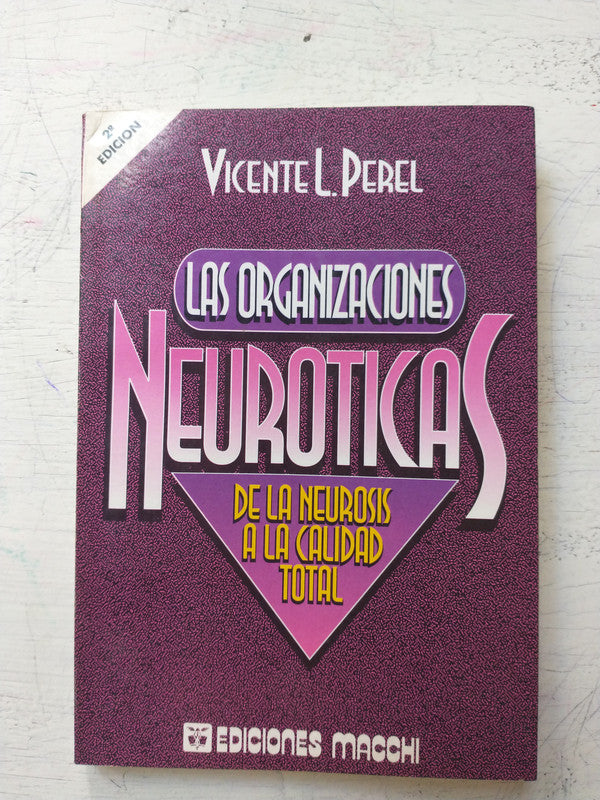 2ª
EDICION
VICENTE L. PEREL
LAS ORGANIZACIONES
NEUROTICAS
DE LA NEUROSIS
A LA CALIDAD
TOTAL
EDICIONES MACCHI